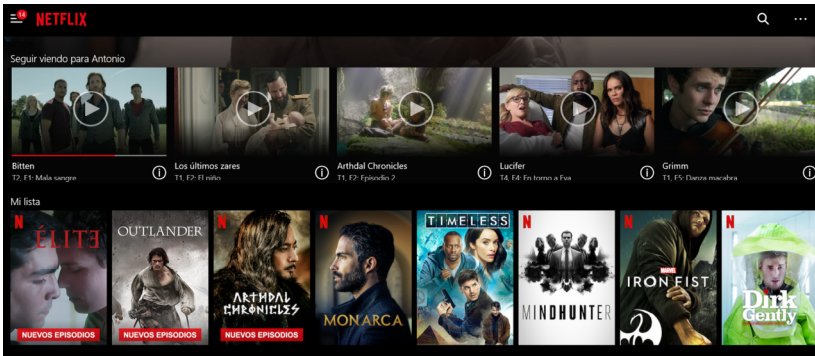 14
NETFLIX
Seguir viendo para Antonio
Bitten
T2, E1: Mala sangre
Los últimos zares
T1, E2: El niño
Arthdal Chronicles
T1, E2: Episodio 2
Lucifer
T4, E4: En torno a Eva
Grimm
T1, E5: Danza macabra
Mi lista
N
ÉLITE
NUEVOS EPISODIOS
OUTLANDER
NUEVOS EPISODIOS
N
ARTHDAL
CHRONICLES
NUEVOS EPISODIOS
N
MONARCA
TIMELESS
N
MINDHUNTER
N
MARVEL
IRON FIST
N
Dirk
Gently